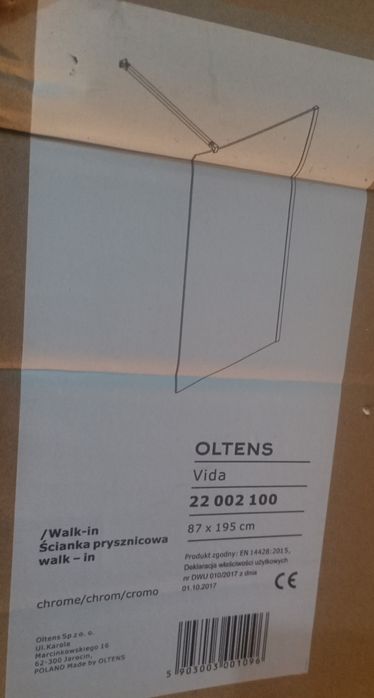 OLTENS
Vida
22 002 100
87 x 195 cm
/Walk-in
Ścianka prysznicowa
walk – in
Produkt zgodny: EN 14428:2015,
Deklaracja właściwości użytkowych
nr DWU 010/2017 z dnia
01.10.2017
CE
chrome/chrom/cromo
Oltens Sp z o. o.
Ul.Karola
Marcinkowskiego 16
62-300 Jarocin,
POLAND Made by OLTENS
5 903003 001096